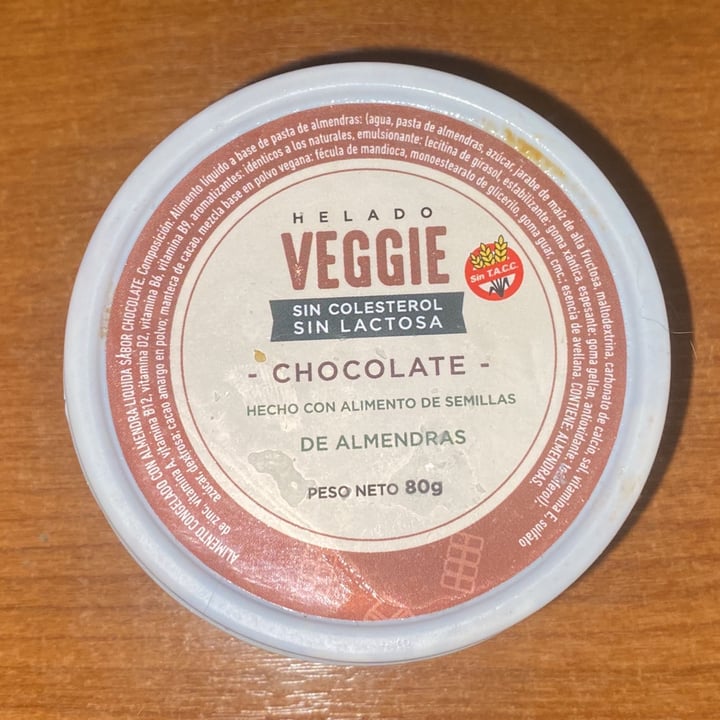 HELADO
VEGGIE
Sin T.A.C.C.
SIN COLESTEROL
SIN LACTOSA
- CHOCOLATE -
HECHO CON ALIMENTO DE SEMILLAS
DE ALMENDRAS
PESO NETO 80g
ALIMENTO CONGELADO CON ALMENDRA LIQUIDA SABOR CHOCOLATE Composición: Alimento líquido a base de pasta de almendras: (agua, pasta de almendras, azúcar, jarabe de maíz de alta fructosa, maltodextrina, carbonato de calcio, sal, vitamina E sulfato
de zinc, vitamina A, vitamina B12, vitamina D2, vitamina B6, vitamina B9, aromatizantes: idénticos a los naturales, emulsionante: lecitina de girasol, estabilizante: goma xántica, espesante: goma gellan, antioxidante:
azúcar, dextrosa; cacao amargo en polvo; manteca de cacao, mezcla base en polvo vegana: fécula de mandioca, monoestearato de glicerilo, goma guar, cmc; esencia de avellana. CONTIENE: ALMENDRAS.